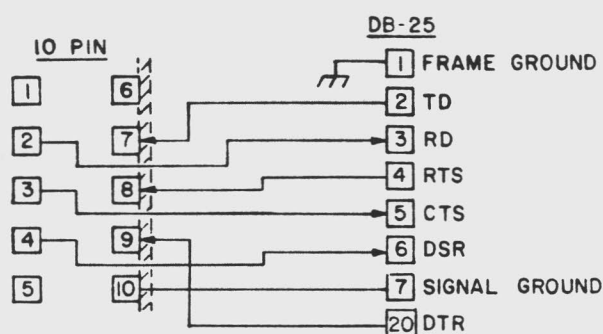 DB-25
10 PIN
1 FRAME GROUND
1 6
2 TD
2 7
3 RD
4 RTS
3 8
5 CTS
4 9
6 DSR
5 10
7 SIGNAL GROUND
20 DTR